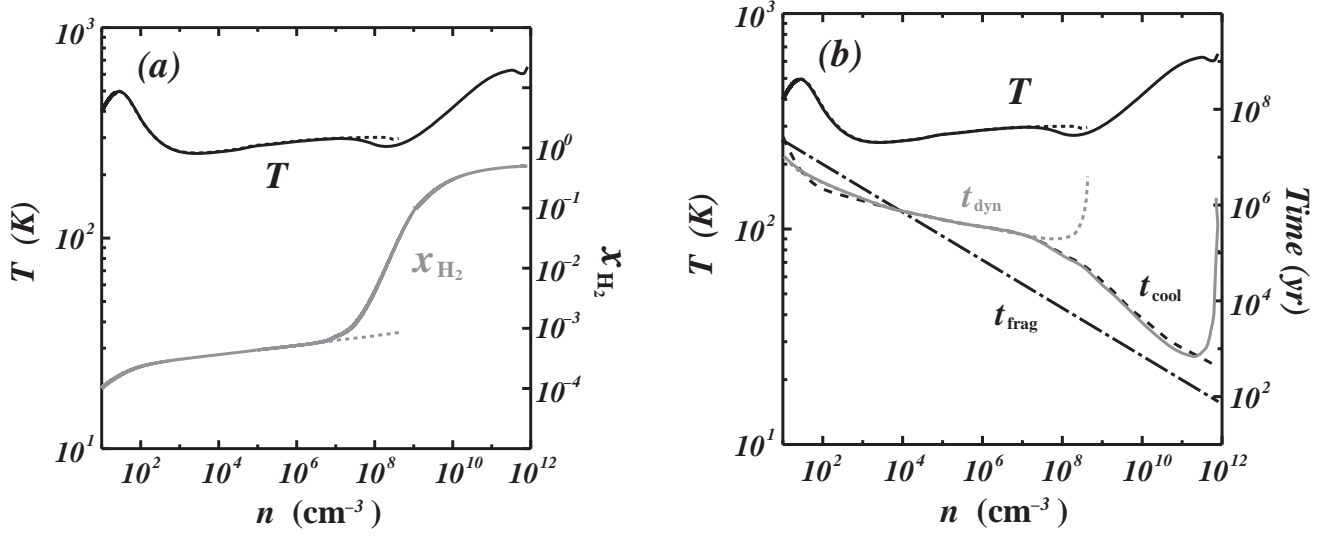 (a)
10³
10²
10¹
T (K)
T
x_H₂
10⁰
10⁻¹
10⁻²
10⁻³
10⁻⁴
x_H₂
10² 10⁴ 10⁶ 10⁸ 10¹⁰ 10¹²
n (cm⁻³)
(b)
10³
10²
10¹
T (K)
T
t_dyn
t_cool
t_frag
10⁸
10⁶
10⁴
10²
Time (yr)
10² 10⁴ 10⁶ 10⁸ 10¹⁰ 10¹²
n (cm⁻³)